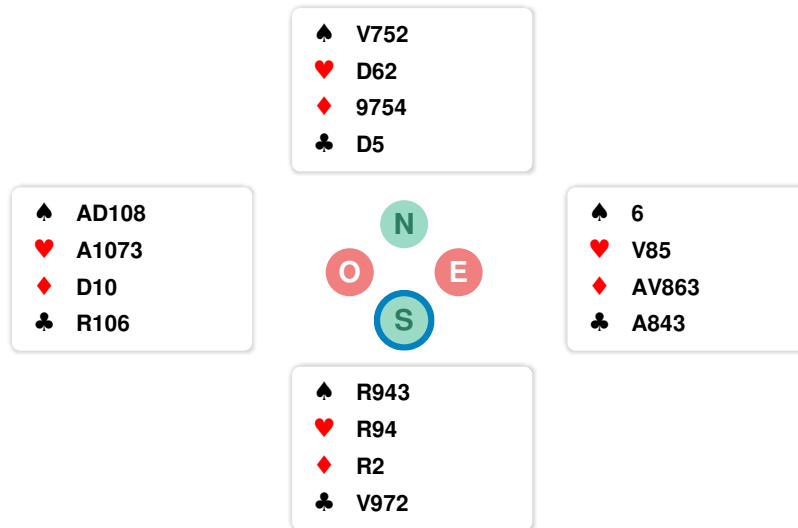 ♠ V752
♥ D62
♦ 9754
♣ D5
♠ AD108
♥ A1073
♦ D10
♣ R106
N
O E
S
♠ 6
♥ V85
♦ AV863
♣ A843
♠ R943
♥ R94
♦ R2
♣ V972